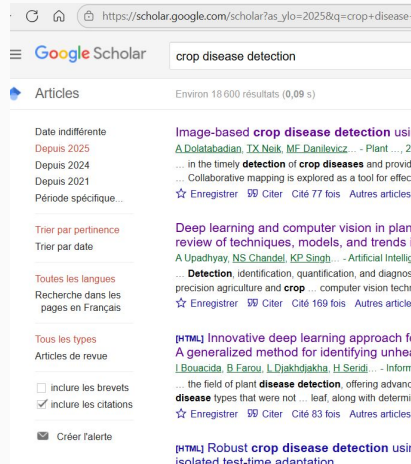 https://scholar.google.com/scholar?as_ylo=2025&q=crop+disease
Google Scholar
crop disease detection
Articles
Environ 18 600 résultats (0,09 s)
Date indifférente
Depuis 2025
Depuis 2024
Depuis 2021
Période spécifique...
Trier par pertinence
Trier par date
Toutes les langues
Recherche dans les
pages en Français
Tous les types
Articles de revue
inclure les brevets
inclure les citations
Créer l'alerte
Image-based crop disease detection usi
A Dolatabadian, TX Neik, MF Danilevicz... - Plant ..., 2
... in the timely detection of crop diseases and provid
... Collaborative mapping is explored as a tool for effec
Enregistrer Citer Cité 77 fois Autres articles
Deep learning and computer vision in plan
review of techniques, models, and trends i
A Upadhyay, NS Chandel, KP Singh... - Artificial Intellig
... Detection, identification, quantification, and diagnos
precision agriculture and crop ... computer vision techn
Enregistrer Citer Cité 169 fois Autres article
[HTML] Innovative deep learning approach fo
A generalized method for identifying unhea
I Bouacida, B Farou, L Djakhdjakha, H Seridi... - Inform
... the field of plant disease detection, offering advanc
disease types that were not ... leaf, along with determi
Enregistrer Citer Cité 83 fois Autres articles
[HTML] Robust crop disease detection usin
isolated test-time adaptation